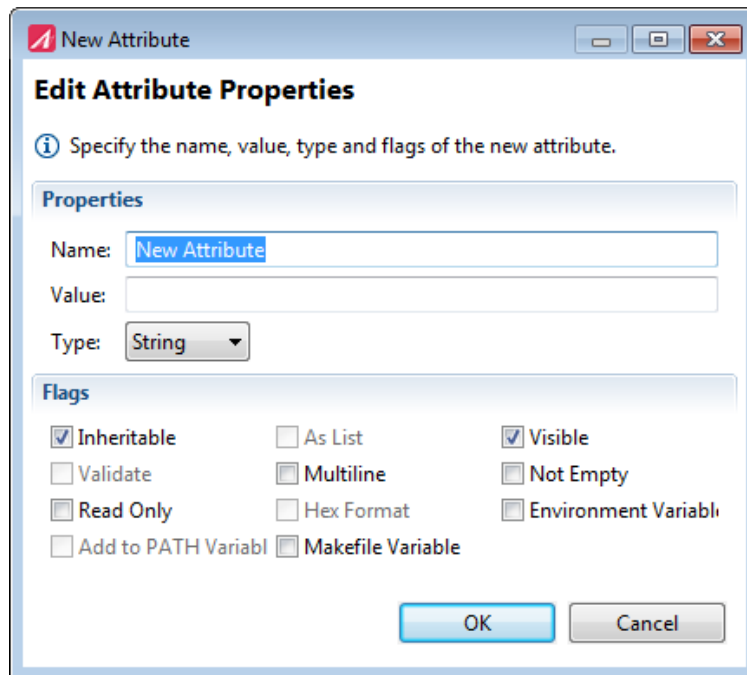 New Attribute
Edit Attribute Properties
Specify the name, value, type and flags of the new attribute.
Properties
Name: New Attribute
Value:
Type: String
Flags
Inheritable As List Visible
Validate Multiline Not Empty
Read Only Hex Format Environment Variabl
Add to PATH Variabl Makefile Variable
OK Cancel